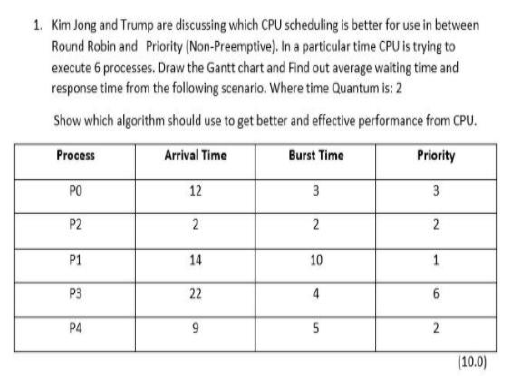 1. Kim Jong and Trump are discussing which CPU scheduling is better for use in between
Round Robin and Priority (Non-Preemptive). In a particular time CPU is trying to
execute 6 processes. Draw the Gantt chart and Find out average waiting time and
response time from the following scenario. Where time Quantum is: 2
Show which algorithm should use to get better and effective performance from CPU.
Process Arrival Time Burst Time Priority
P0 12 3 3
P2 2 2 2
P1 14 10 1
P3 22 4 6
P4 9 5 2
(10.0)